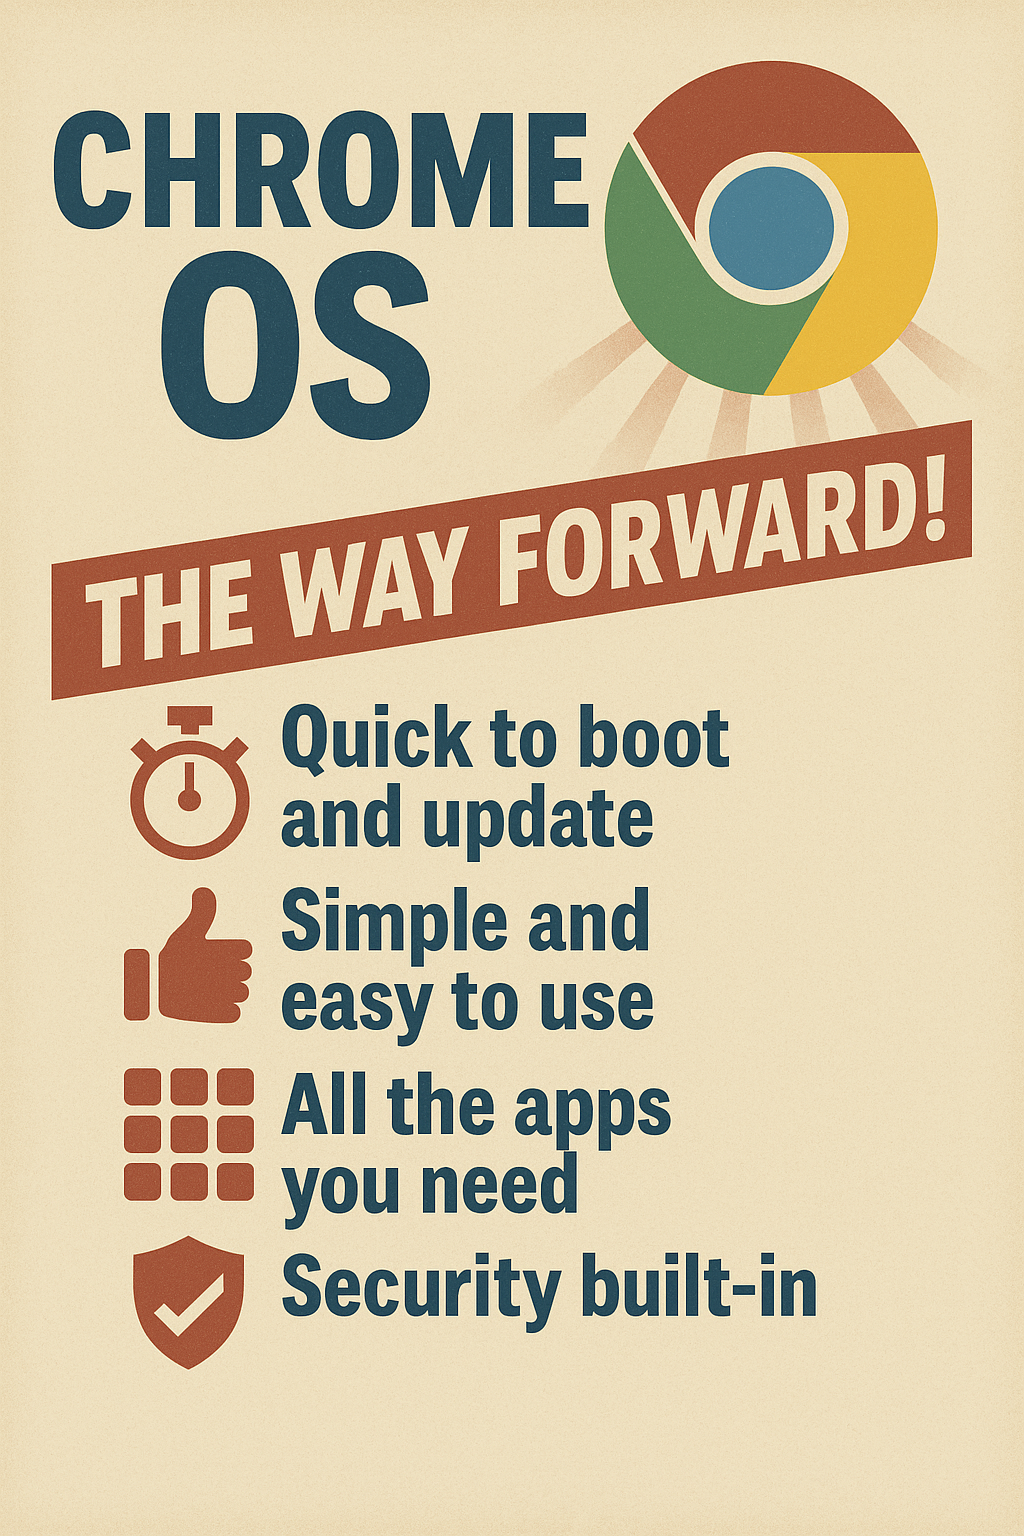 CHROME
OS
THE WAY FORWARD!
Quick to boot
and update
Simple and
easy to use
All the apps
you need
Security built-in